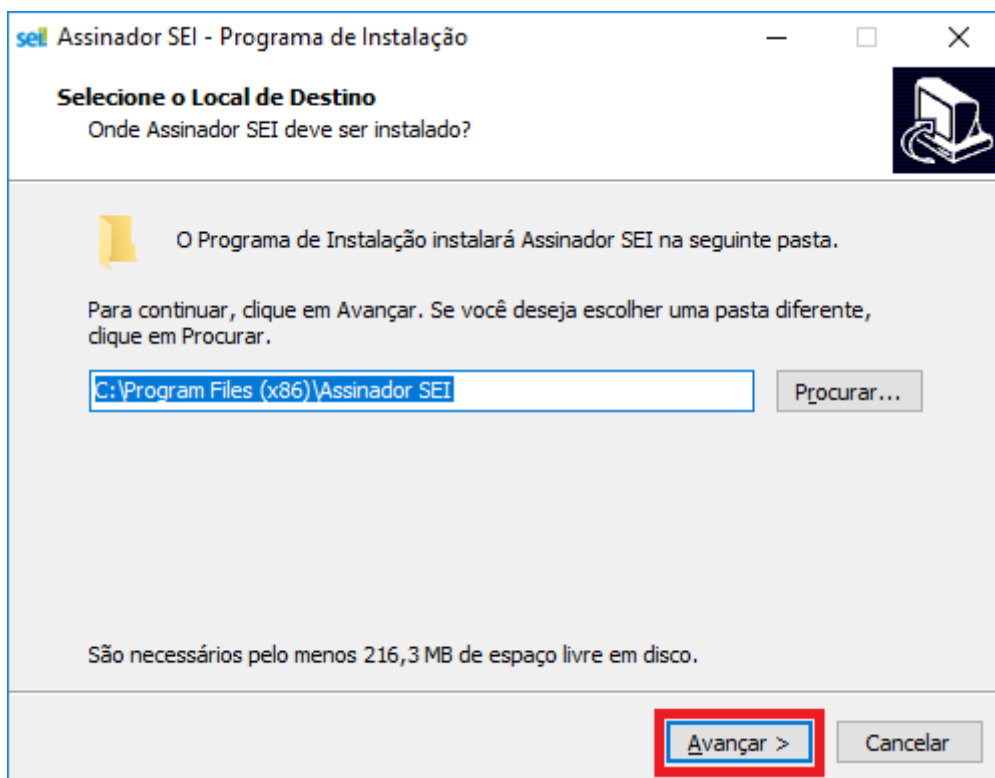 sei! Assinador SEI - Programa de Instalação
Selecione o Local de Destino
Onde Assinador SEI deve ser instalado?
O Programa de Instalação instalará Assinador SEI na seguinte pasta.
Para continuar, clique em Avançar. Se você deseja escolher uma pasta diferente,
clique em Procurar.
C:\Program Files (x86)\Assinador SEI
Procurar...
São necessários pelo menos 216,3 MB de espaço livre em disco.
Avançar >
Cancelar